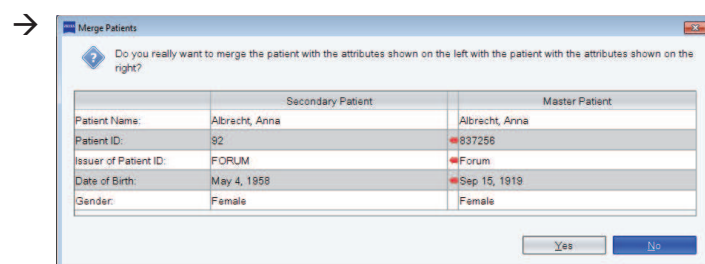 → Merge Patients
Do you really want to merge the patient with the attributes shown on the left with the patient with the attributes shown on the
right?
Secondary Patient Master Patient
Patient Name: Albrecht, Anna Albrecht, Anna
Patient ID: 92 837256
Issuer of Patient ID: FORUM Forum
Date of Birth: May 4, 1958 Sep 15, 1919
Gender: Female Female
Yes No